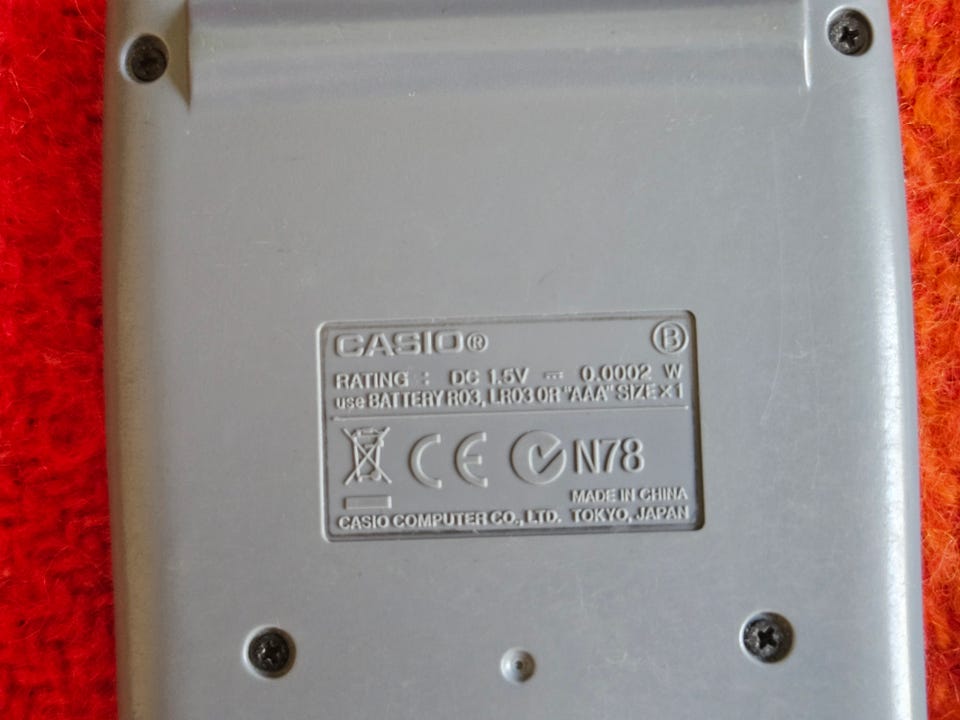 CASIO® Ⓑ
RATING : DC 1.5V ⎓ 0.0002 W
use BATTERY R03, LR03 OR "AAA" SIZE × 1
CE N78
MADE IN CHINA
CASIO COMPUTER CO., LTD. TOKYO, JAPAN